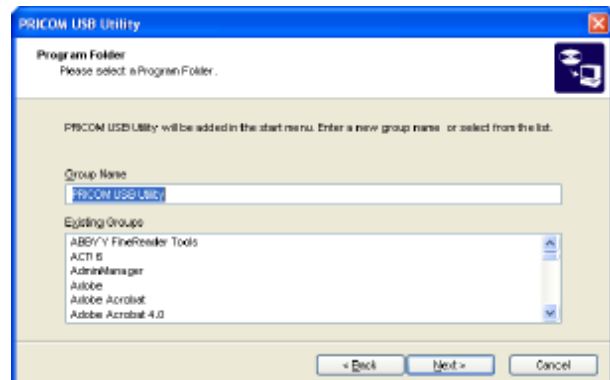 PRICOM USB Utility
Program Folder
Please select a Program Folder.
PRICOM USB Utility will be added in the start menu. Enter a new group name or select from the list.
Group Name
PRICOM USB Utility
Existing Groups
ABBYY FineReader Tools
ACT! 6
AdminManager
Adobe
Adobe Acrobat
Adobe Acrobat 4.0
< Back
Next >
Cancel